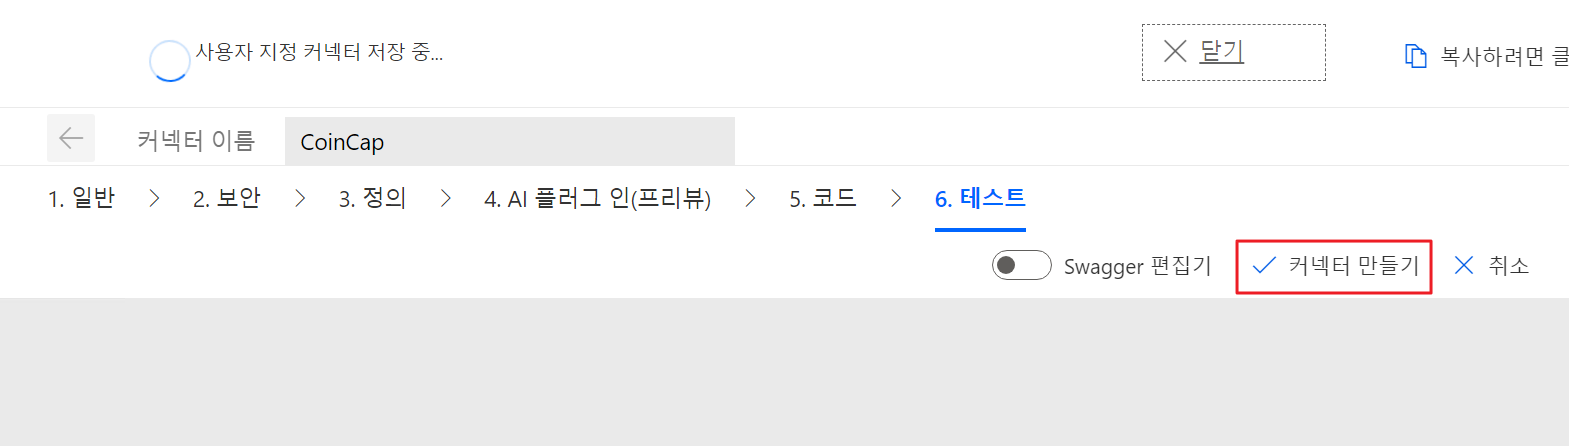 사용자 지정 커넥터 저장 중...
닫기
복사하려면 클
커넥터 이름 CoinCap
1. 일반 2. 보안 3. 정의 4. AI 플러그 인(프리뷰) 5. 코드 6. 테스트
Swagger 편집기 커넥터 만들기 취소